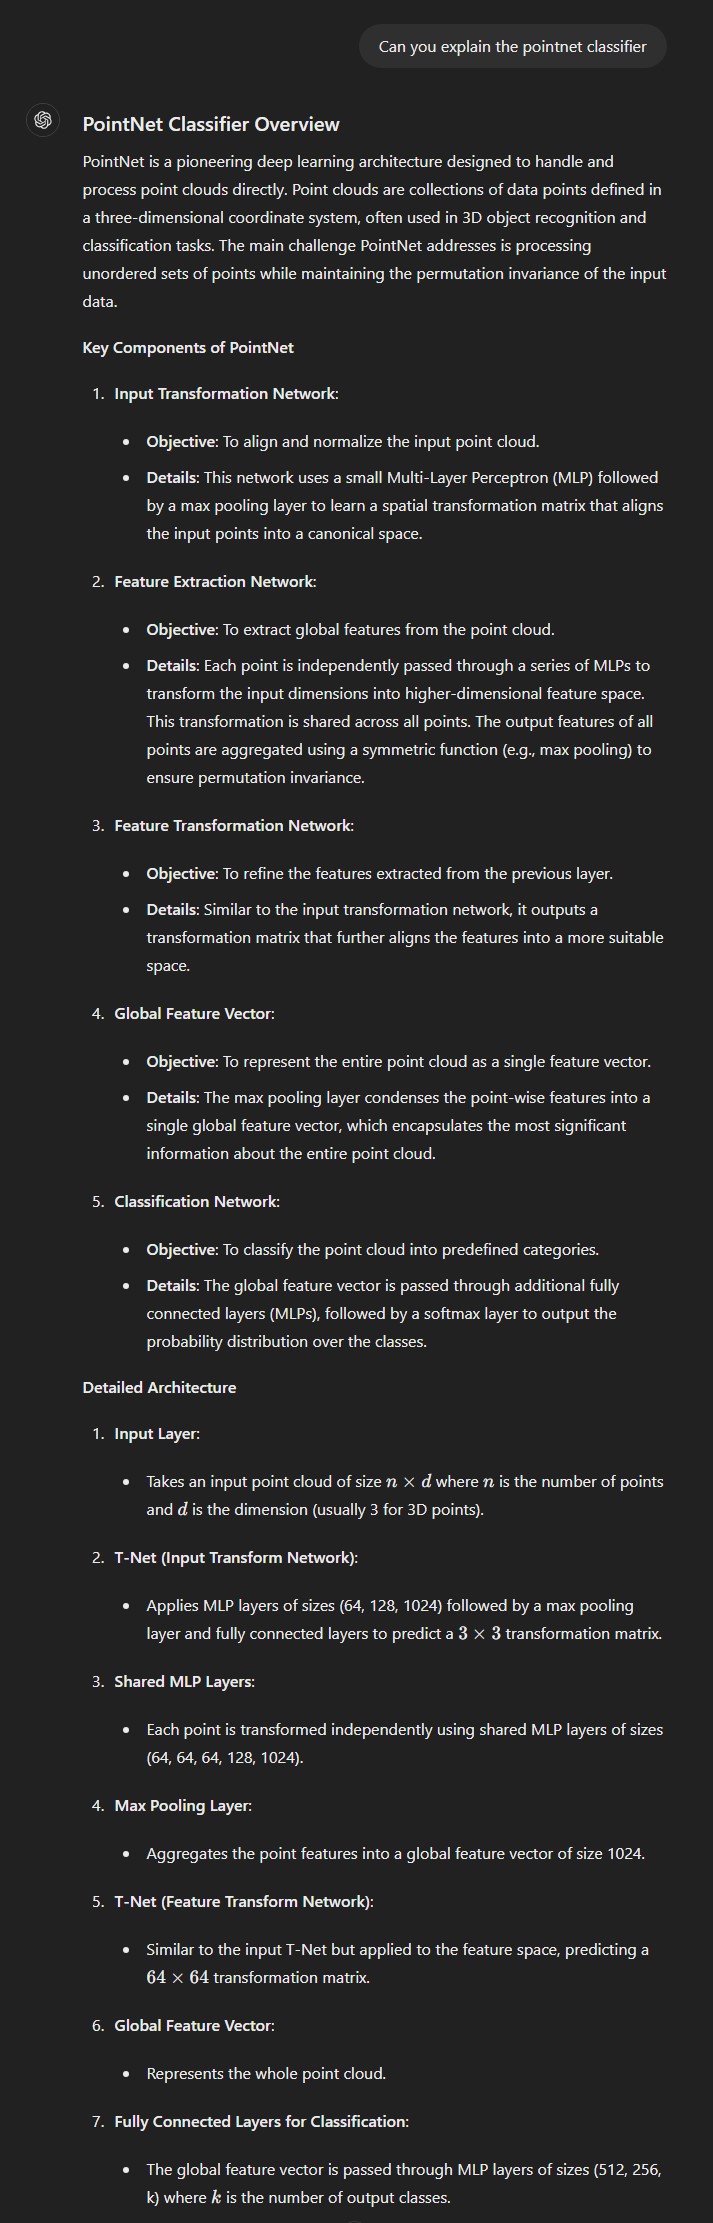 Can you explain the pointnet classifier
PointNet Classifier Overview
PointNet is a pioneering deep learning architecture designed to handle and
process point clouds directly. Point clouds are collections of data points defined in
a three-dimensional coordinate system, often used in 3D object recognition and
classification tasks. The main challenge PointNet addresses is processing
unordered sets of points while maintaining the permutation invariance of the input
data.
Key Components of PointNet
1. Input Transformation Network:
• Objective: To align and normalize the input point cloud.
• Details: This network uses a small Multi-Layer Perceptron (MLP) followed
by a max pooling layer to learn a spatial transformation matrix that aligns
the input points into a canonical space.
2. Feature Extraction Network:
• Objective: To extract global features from the point cloud.
• Details: Each point is independently passed through a series of MLPs to
transform the input dimensions into higher-dimensional feature space.
This transformation is shared across all points. The output features of all
points are aggregated using a symmetric function (e.g., max pooling) to
ensure permutation invariance.
3. Feature Transformation Network:
• Objective: To refine the features extracted from the previous layer.
• Details: Similar to the input transformation network, it outputs a
transformation matrix that further aligns the features into a more suitable
space.
4. Global Feature Vector:
• Objective: To represent the entire point cloud as a single feature vector.
• Details: The max pooling layer condenses the point-wise features into a
single global feature vector, which encapsulates the most significant
information about the entire point cloud.
5. Classification Network:
• Objective: To classify the point cloud into predefined categories.
• Details: The global feature vector is passed through additional fully
connected layers (MLPs), followed by a softmax layer to output the
probability distribution over the classes.
Detailed Architecture
1. Input Layer:
• Takes an input point cloud of size n × d where n is the number of points
and d is the dimension (usually 3 for 3D points).
2. T-Net (Input Transform Network):
• Applies MLP layers of sizes (64, 128, 1024) followed by a max pooling
layer and fully connected layers to predict a 3 × 3 transformation matrix.
3. Shared MLP Layers:
• Each point is transformed independently using shared MLP layers of sizes
(64, 64, 64, 128, 1024).
4. Max Pooling Layer:
• Aggregates the point features into a global feature vector of size 1024.
5. T-Net (Feature Transform Network):
• Similar to the input T-Net but applied to the feature space, predicting a
64 × 64 transformation matrix.
6. Global Feature Vector:
• Represents the whole point cloud.
7. Fully Connected Layers for Classification:
• The global feature vector is passed through MLP layers of sizes (512, 256,
k) where k is the number of output classes.